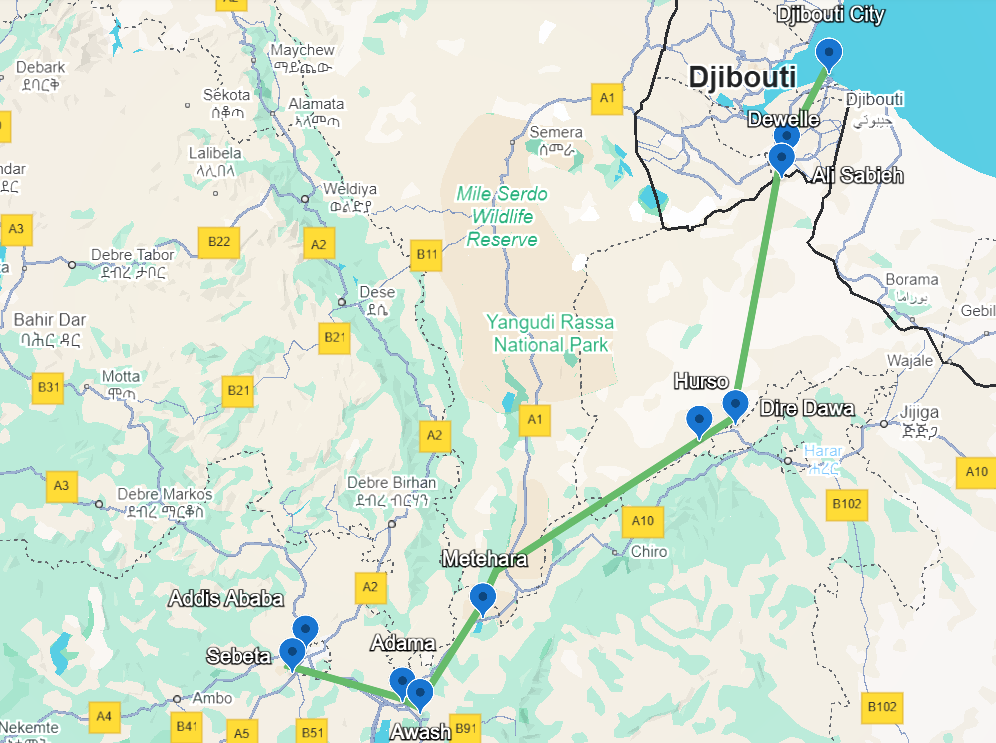 A2
Djibouti City
Maychew
ማይጨው
Debark
ደባርቅ
Djibouti
A1
Sekota
ሰቆጣ
Alamata
አላማጣ
Djibouti
جيبوتي
Dewelle
Semera
ሰመራ
Lalibela
ላሊበላ
Ali Sabieh
Weldiya
ወልድያ
Mile Serdo
Wildlife
Reserve
A3
B22
A2
B11
Debre Tabor
ደብረ ታቦር
Borama
بوراما
Dese
ደሴ
Bahir Dar
ባሕር ዳር
Yangudi Rassa
National Park
Gebil
B21
Wajale
Motta
ሞጣ
B31
B21
Hurso
Dire Dawa
A1
Jijiga
ጅጅጋ
A2
Harar
ሐረር
A10
A3
Debre Markos
ደብረ ማርቆስ
Debre Birhan
ደብረ ብርሃን
B102
A10
Chiro
Metehara
A2
Addis Ababa
Adama
Sebeta
Ambo
B102
Nekemte
A4
B41
A5
B51
Awash
B91